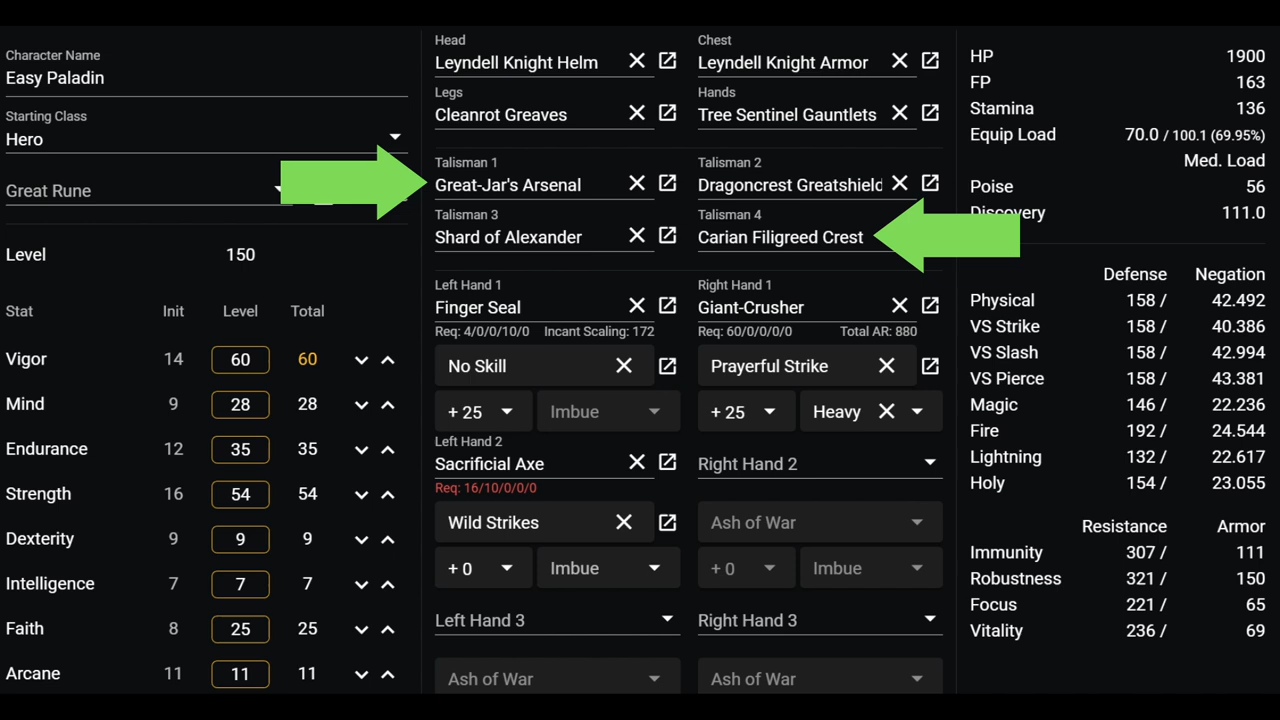 Character Name
Easy Paladin
Starting Class
Hero
Great Rune
Level 150
Stat Init Level Total
Vigor 14 60 60
Mind 9 28 28
Endurance 12 35 35
Strength 16 54 54
Dexterity 9 9 9
Intelligence 7 7 7
Faith 8 25 25
Arcane 11 11 11
Head Chest
Leyndell Knight Helm Leyndell Knight Armor
Legs Hands
Cleanrot Greaves Tree Sentinel Gauntlets
Talisman 1 Talisman 2
Great-Jar's Arsenal Dragoncrest Greatshield
Talisman 3 Talisman 4
Shard of Alexander Carian Filigreed Crest
Left Hand 1 Right Hand 1
Finger Seal Giant-Crusher
Req: 4/0/0/10/0 Incant Scaling: 172 Req: 60/0/0/0/0 Total AR: 880
No Skill Prayerful Strike
+ 25 Imbue + 25 Heavy
Left Hand 2
Sacrificial Axe Right Hand 2
Req: 16/10/0/0/0
Wild Strikes Ash of War
+ 0 Imbue + 0 Imbue
Left Hand 3 Right Hand 3
Ash of War Ash of War
HP 1900
FP 163
Stamina 136
Equip Load 70.0 / 100.1 (69.95%)
Med. Load
Poise 56
Discovery 111.0
Defense Negation
Physical 158 / 42.492
VS Strike 158 / 40.386
VS Slash 158 / 42.994
VS Pierce 158 / 43.381
Magic 146 / 22.236
Fire 192 / 24.544
Lightning 132 / 22.617
Holy 154 / 23.055
Resistance Armor
Immunity 307 / 111
Robustness 321 / 150
Focus 221 / 65
Vitality 236 / 69